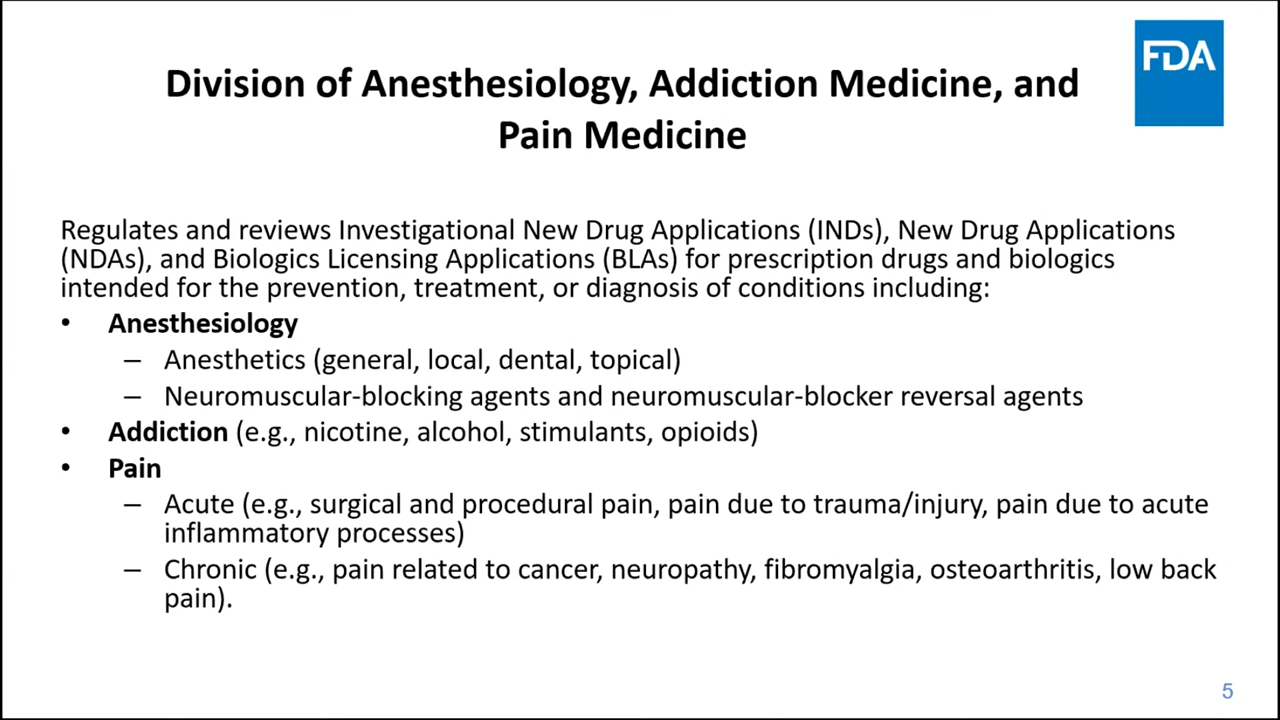 FDA
Division of Anesthesiology, Addiction Medicine, and
Pain Medicine
Regulates and reviews Investigational New Drug Applications (INDs), New Drug Applications
(NDAs), and Biologics Licensing Applications (BLAs) for prescription drugs and biologics
intended for the prevention, treatment, or diagnosis of conditions including:
• Anesthesiology
– Anesthetics (general, local, dental, topical)
– Neuromuscular-blocking agents and neuromuscular-blocker reversal agents
• Addiction (e.g., nicotine, alcohol, stimulants, opioids)
• Pain
– Acute (e.g., surgical and procedural pain, pain due to trauma/injury, pain due to acute
inflammatory processes)
– Chronic (e.g., pain related to cancer, neuropathy, fibromyalgia, osteoarthritis, low back
pain).
5